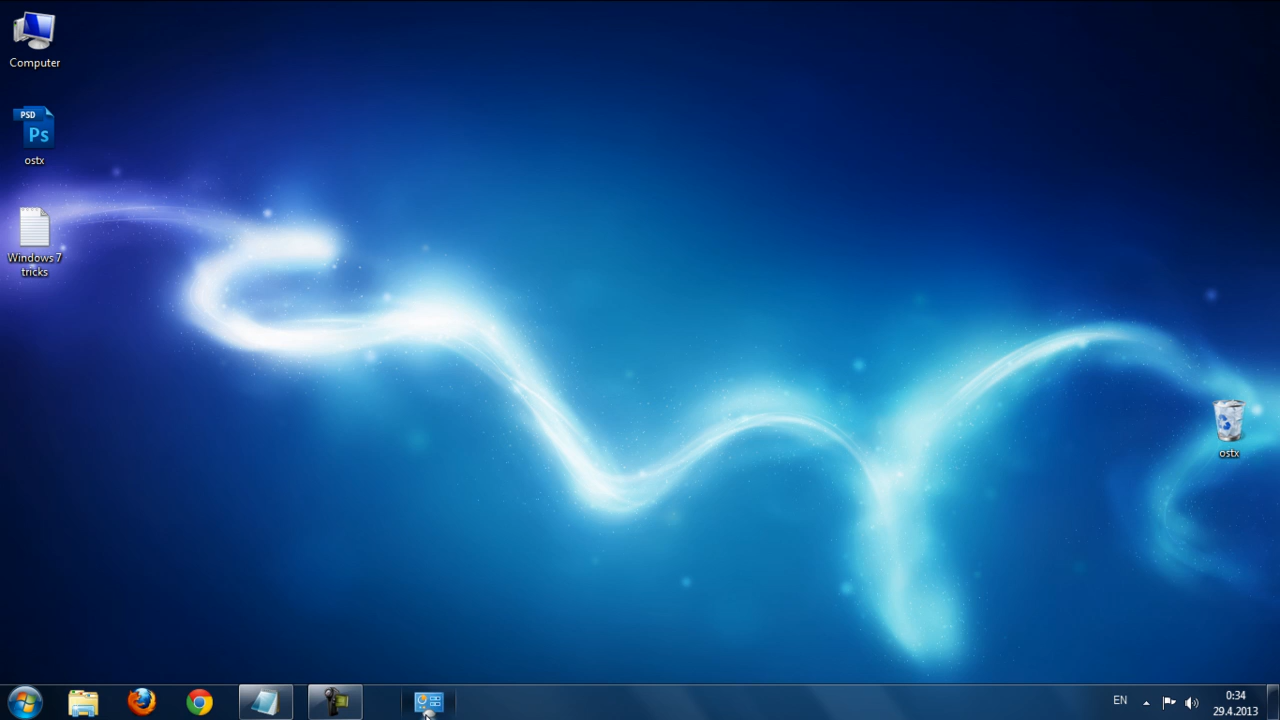 Computer
PSD
Ps
ostx
Windows 7
tricks
ostx
EN
0:34
29.4.2013